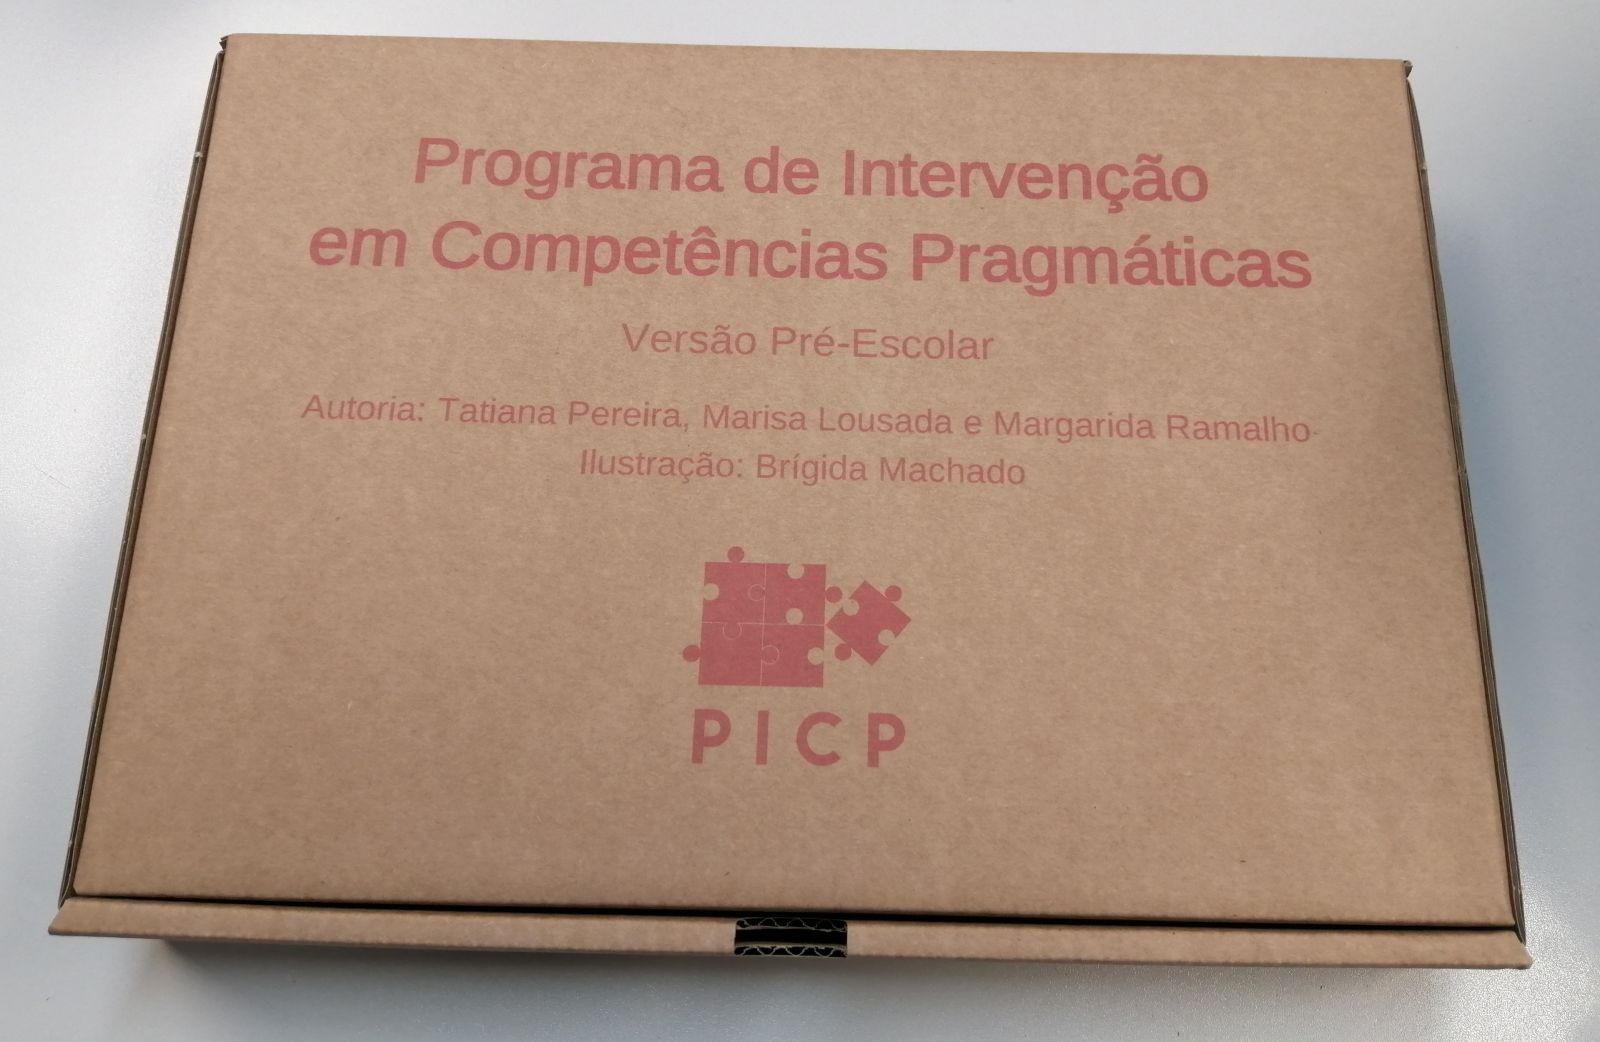 Programa de Intervenção
em Competências Pragmáticas
Versão Pré-Escolar
Autoria: Tatiana Pereira, Marisa Lousada e Margarida Ramalho
Ilustração: Brígida Machado
PICP